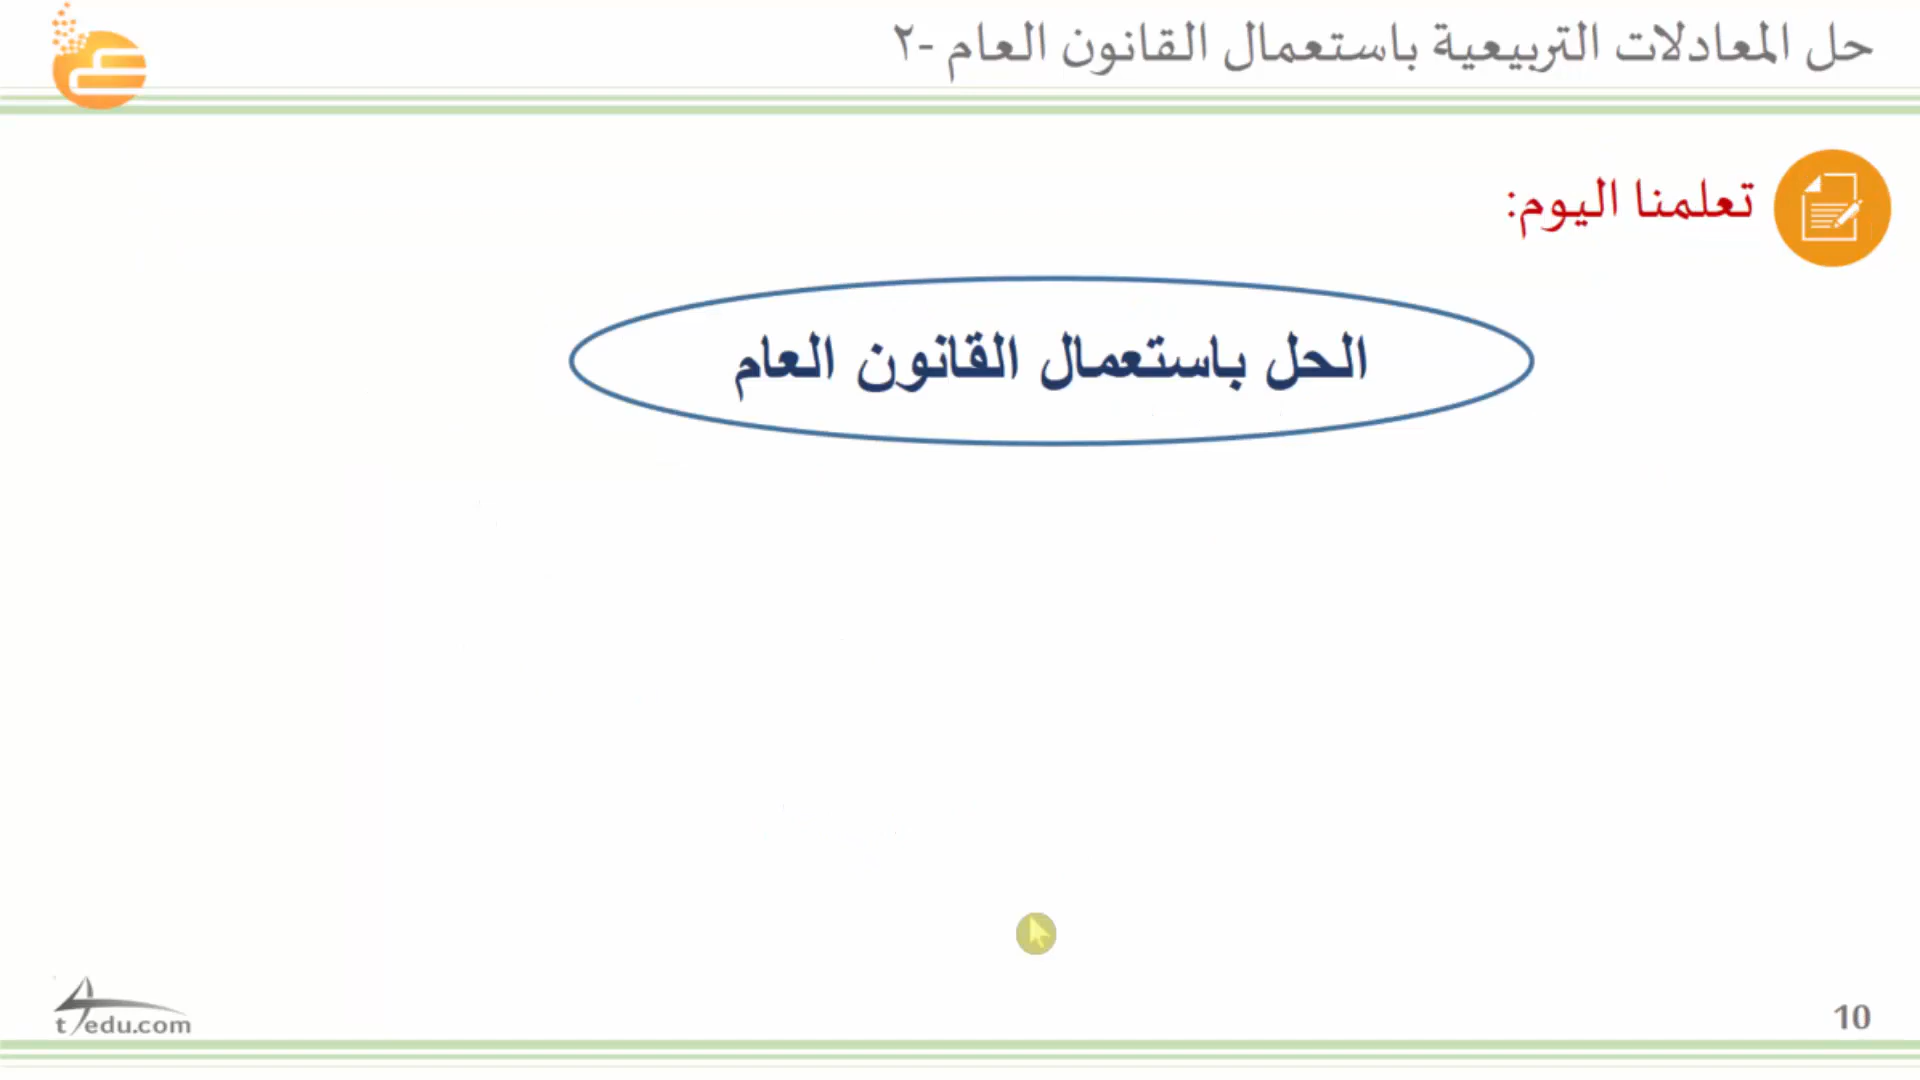 حل المعادلات التربيعية باستعمال القانون العام -٢
تعلمنا اليوم:
الحل باستعمال القانون العام
t4edu.com
10